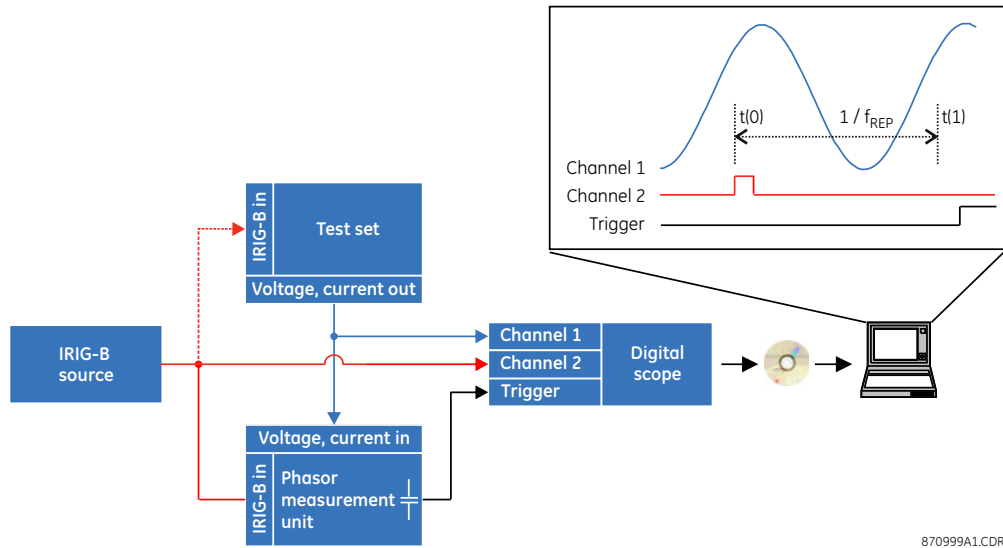 t(0)
1 / fREP
t(1)
Channel 1
Channel 2
Trigger
IRIG-B in
Test set
Voltage, current out
IRIG-B
source
Channel 1
Channel 2
Trigger
Digital
scope
Voltage, current in
IRIG-B in
Phasor
measurement
unit
870999A1.CDR